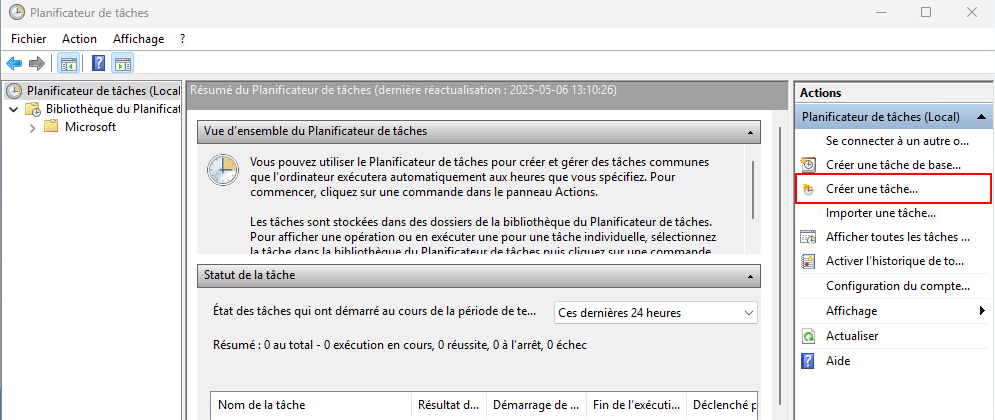 Planificateur de tâches
Fichier Action Affichage ?
Planificateur de tâches (Local
Bibliothèque du Planificat
Microsoft
Résumé du Planificateur de tâches (dernière réactualisation : 2025-05-06 13:10:26)
Vue d'ensemble du Planificateur de tâches
Vous pouvez utiliser le Planificateur de tâches pour créer et gérer des tâches communes
que l'ordinateur exécutera automatiquement aux heures que vous spécifiez. Pour
commencer, cliquez sur une commande dans le panneau Actions.
Les tâches sont stockées dans des dossiers de la bibliothèque du Planificateur de tâches.
Pour afficher une opération ou en exécuter une pour une tâche individuelle, sélectionnez
la tâche dans la bibliothèque du Planificateur de tâches puis cliquez sur une commande
Statut de la tâche
État des tâches qui ont démarré au cours de la période de te...
Ces dernières 24 heures
Résumé : 0 au total - 0 exécution en cours, 0 réussite, 0 à l'arrêt, 0 échec
Nom de la tâche Résultat d... Démarrage de ... Fin de l'exécuti... Déclenché p
Actions
Planificateur de tâches (Local)
Se connecter à un autre o...
Créer une tâche de base...
Créer une tâche...
Importer une tâche...
Afficher toutes les tâches ...
Activer l'historique de to...
Configuration du compte...
Affichage
Actualiser
Aide